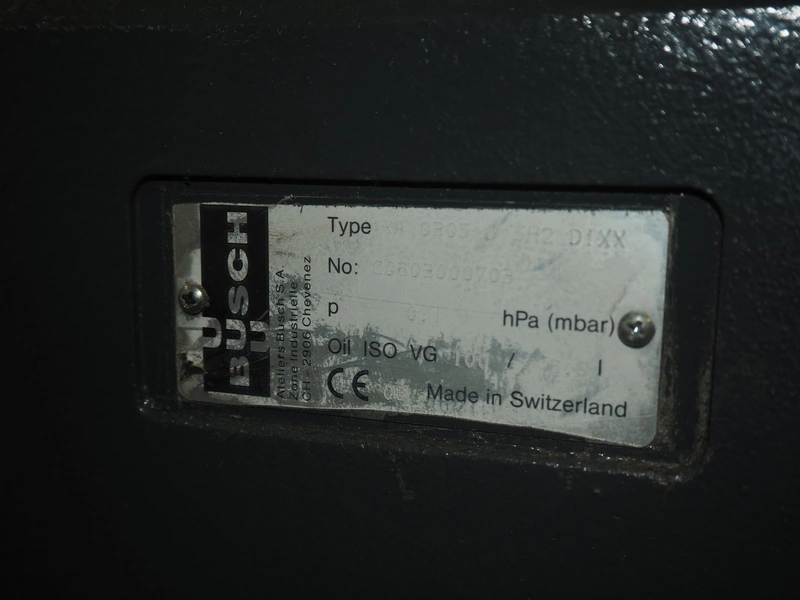 BUSCH
Ateliers Busch S.A.
Zone Industrielle
CH - 2906 Chevenez
Type DIXX
No:
p hPa (mbar)
Oil ISO VG / l
CE Made in Switzerland